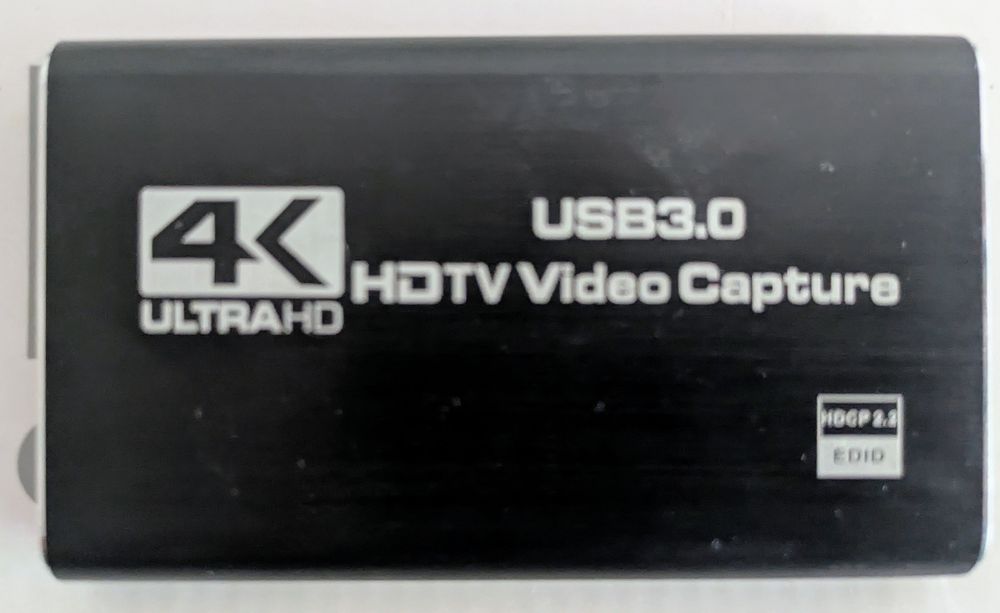 4K
ULTRAHD
USB3.0
HDTV Video Capture
HDCP 2.2
EDID